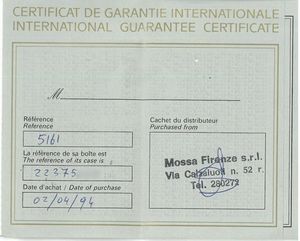 CERTIFICAT DE GARANTIE INTERNATIONALE
INTERNATIONAL GUARANTEE CERTIFICATE
M.
Référence
Reference
5161
La référence de sa boîte est
The reference of its case is
22375
Date d'achat / Date of purchase
02/04/94
Cachet du distributeur
Purchased from
Mossa Firenze s.r.l.
Via Calzaiuoli n. 52 r.
Tel. 280272